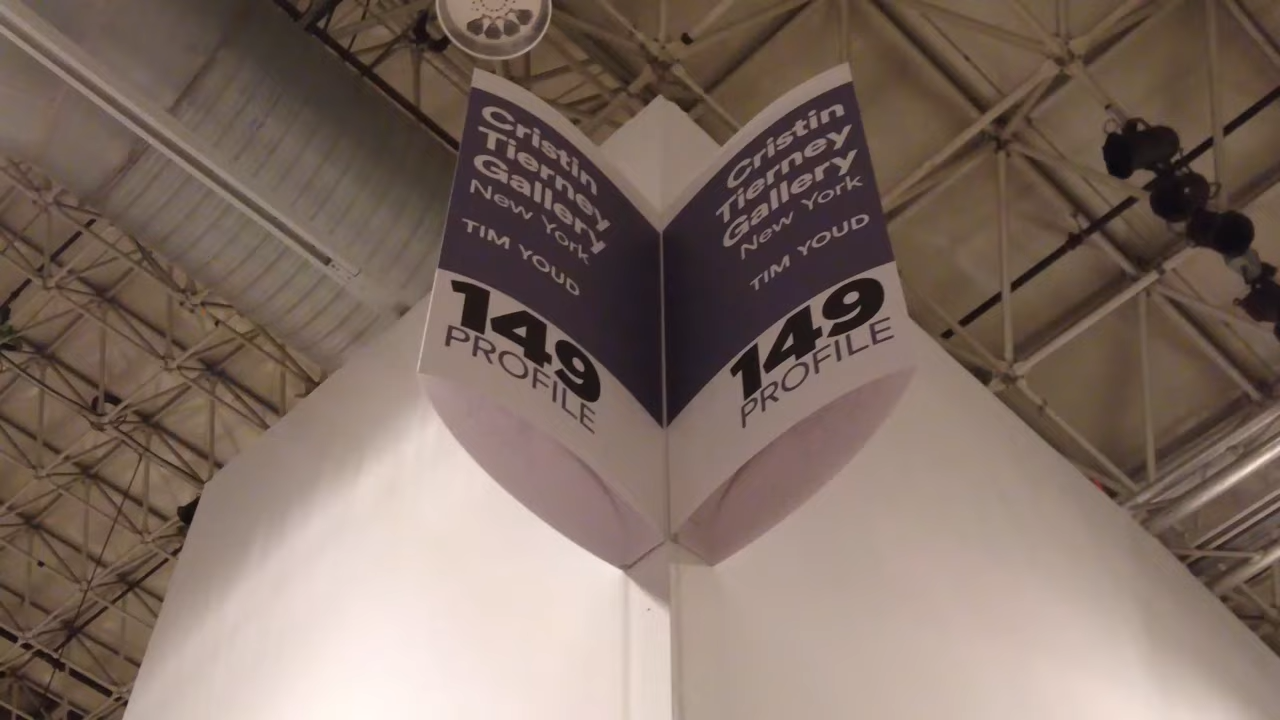 Cristin
Tierney
Gallery
New York
TIM YOUD
149
PROFILE
Cristin
Tierney
Gallery
New York
TIM YOUD
149
PROFILE